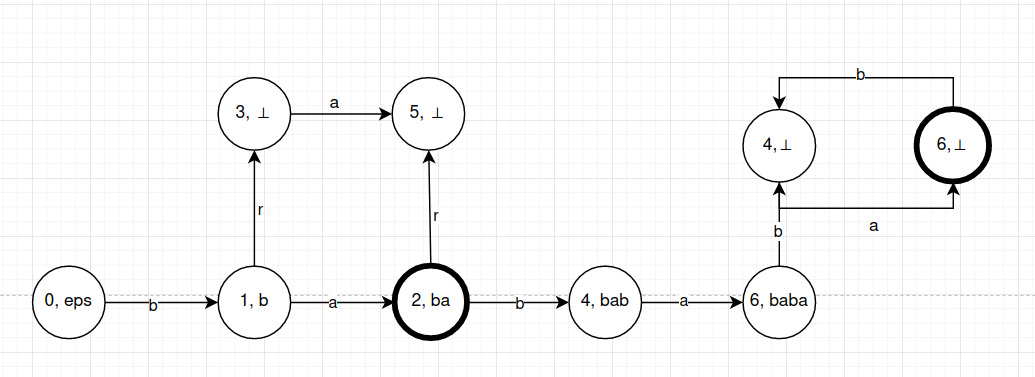 b
a
3, ⊥
5, ⊥
4,⊥
6,⊥
r
r
b
a
0, eps
b
1, b
a
2, ba
b
4, bab
a
6, baba